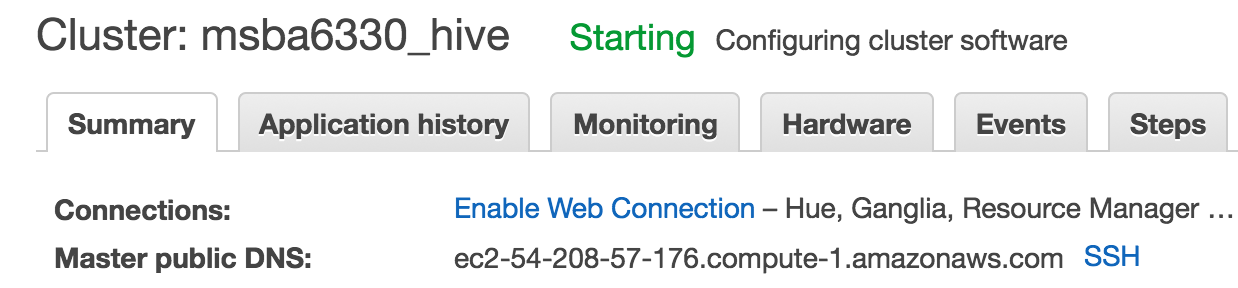 Cluster: msba6330_hive Starting Configuring cluster software
Summary Application history Monitoring Hardware Events Steps
Connections: Enable Web Connection – Hue, Ganglia, Resource Manager …
Master public DNS: ec2-54-208-57-176.compute-1.amazonaws.com SSH